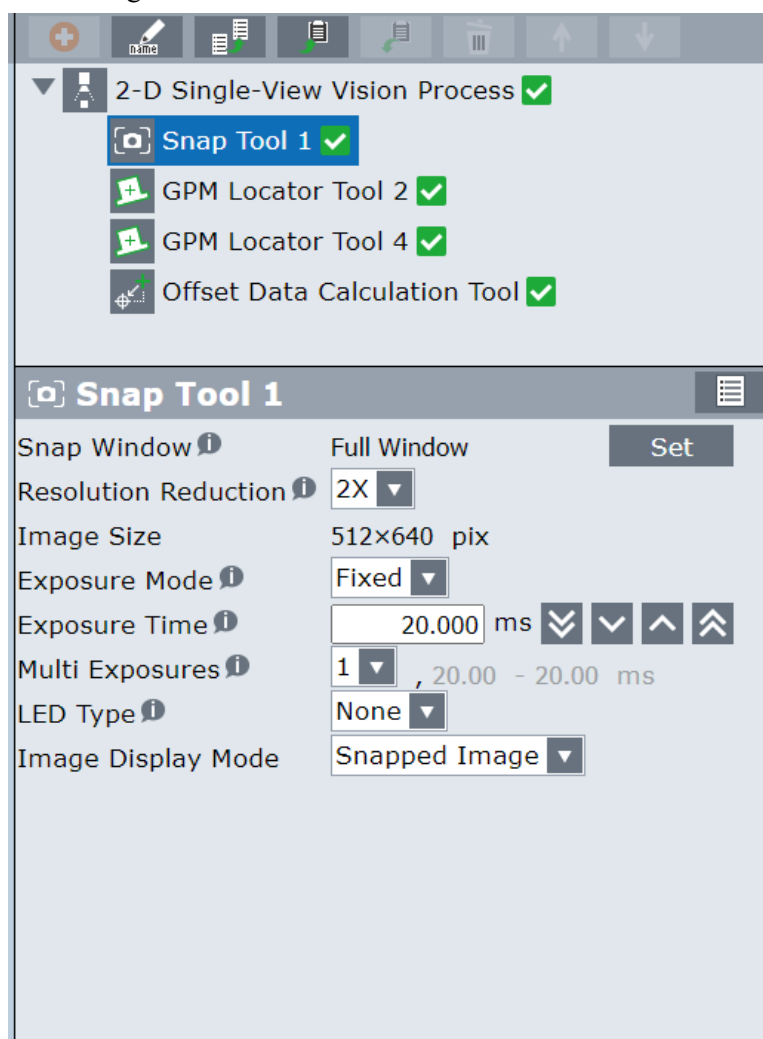 name
2-D Single-View Vision Process
Snap Tool 1
GPM Locator Tool 2
GPM Locator Tool 4
Offset Data Calculation Tool
Snap Tool 1
Snap Window Full Window Set
Resolution Reduction 2X
Image Size 512×640 pix
Exposure Mode Fixed
Exposure Time 20.000 ms
Multi Exposures 1 , 20.00 - 20.00 ms
LED Type None
Image Display Mode Snapped Image